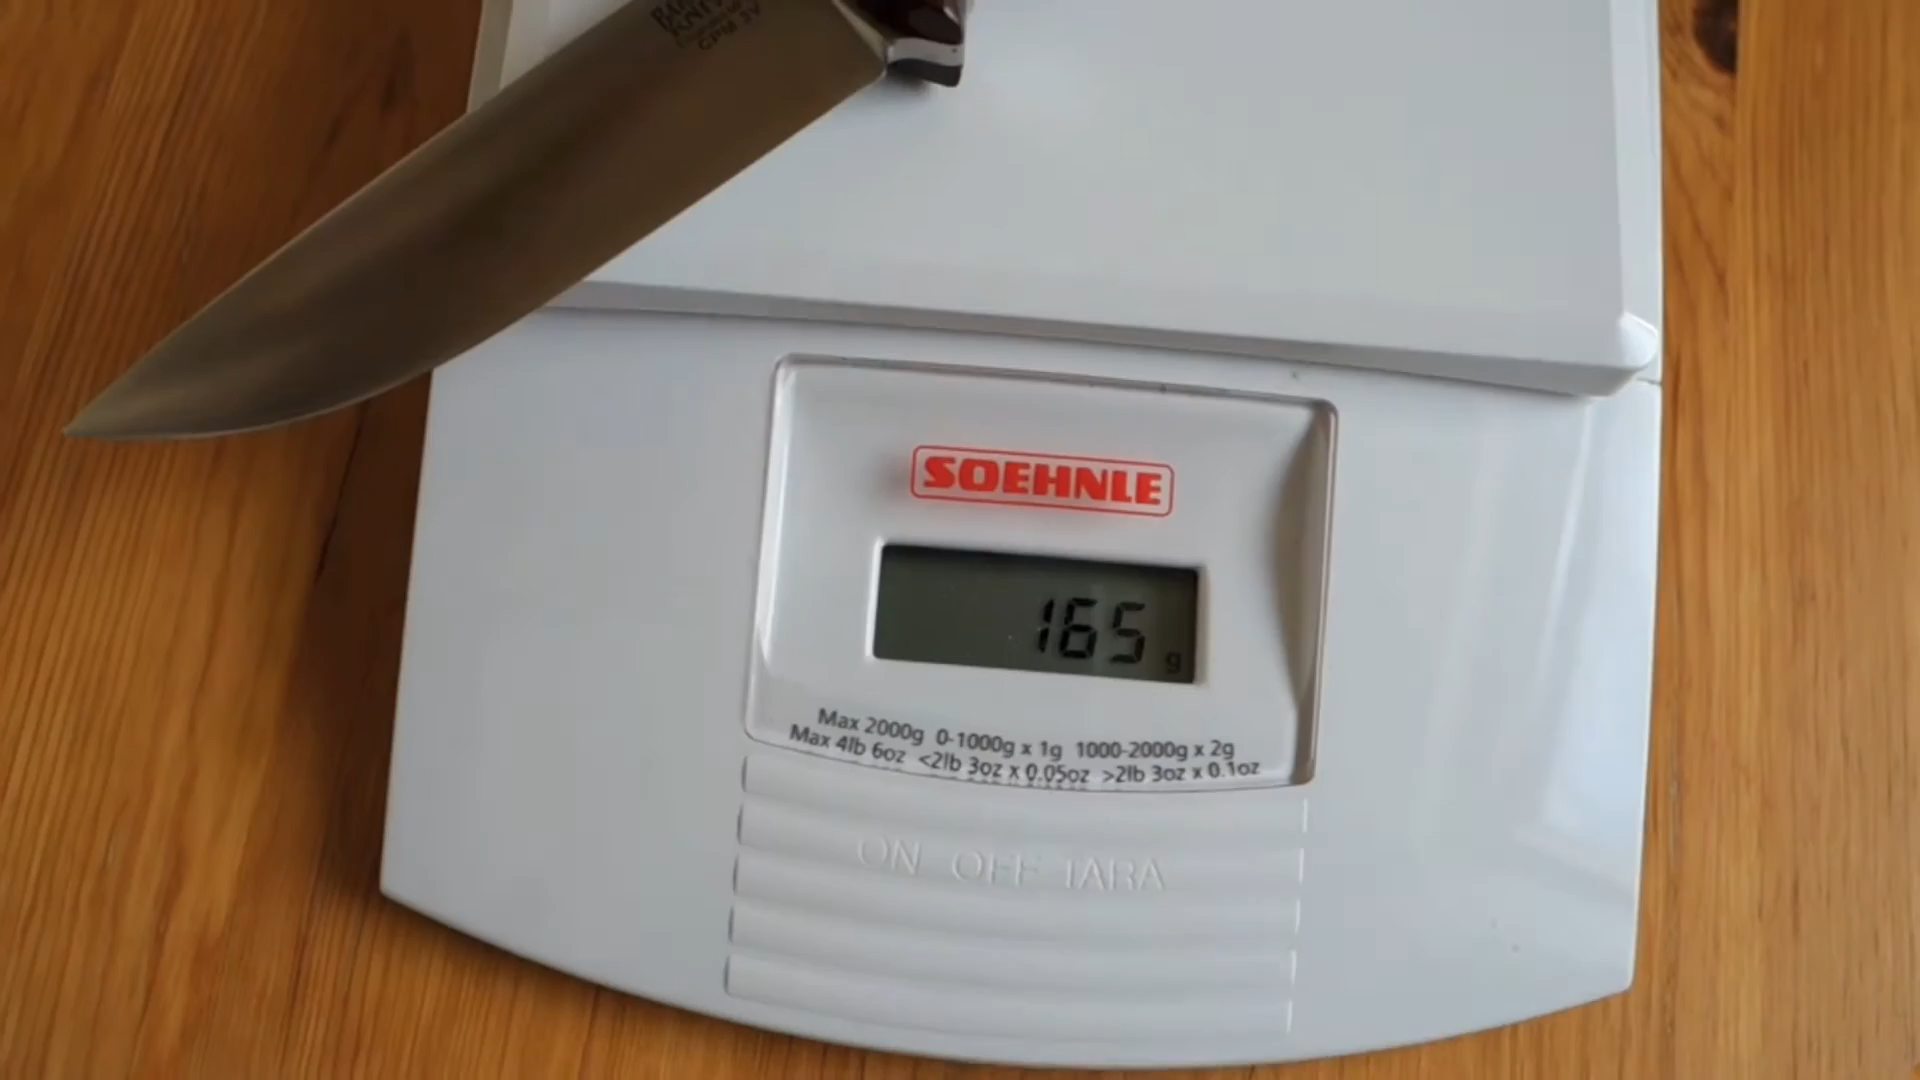 CPM 3V
SOEHNLE
165 g
Max 2000g 0-1000g x 1g 1000-2000g x 2g
Max 4lb 6oz <2lb 3oz x 0.05oz >2lb 3oz x 0.1oz
ON OFF TARA